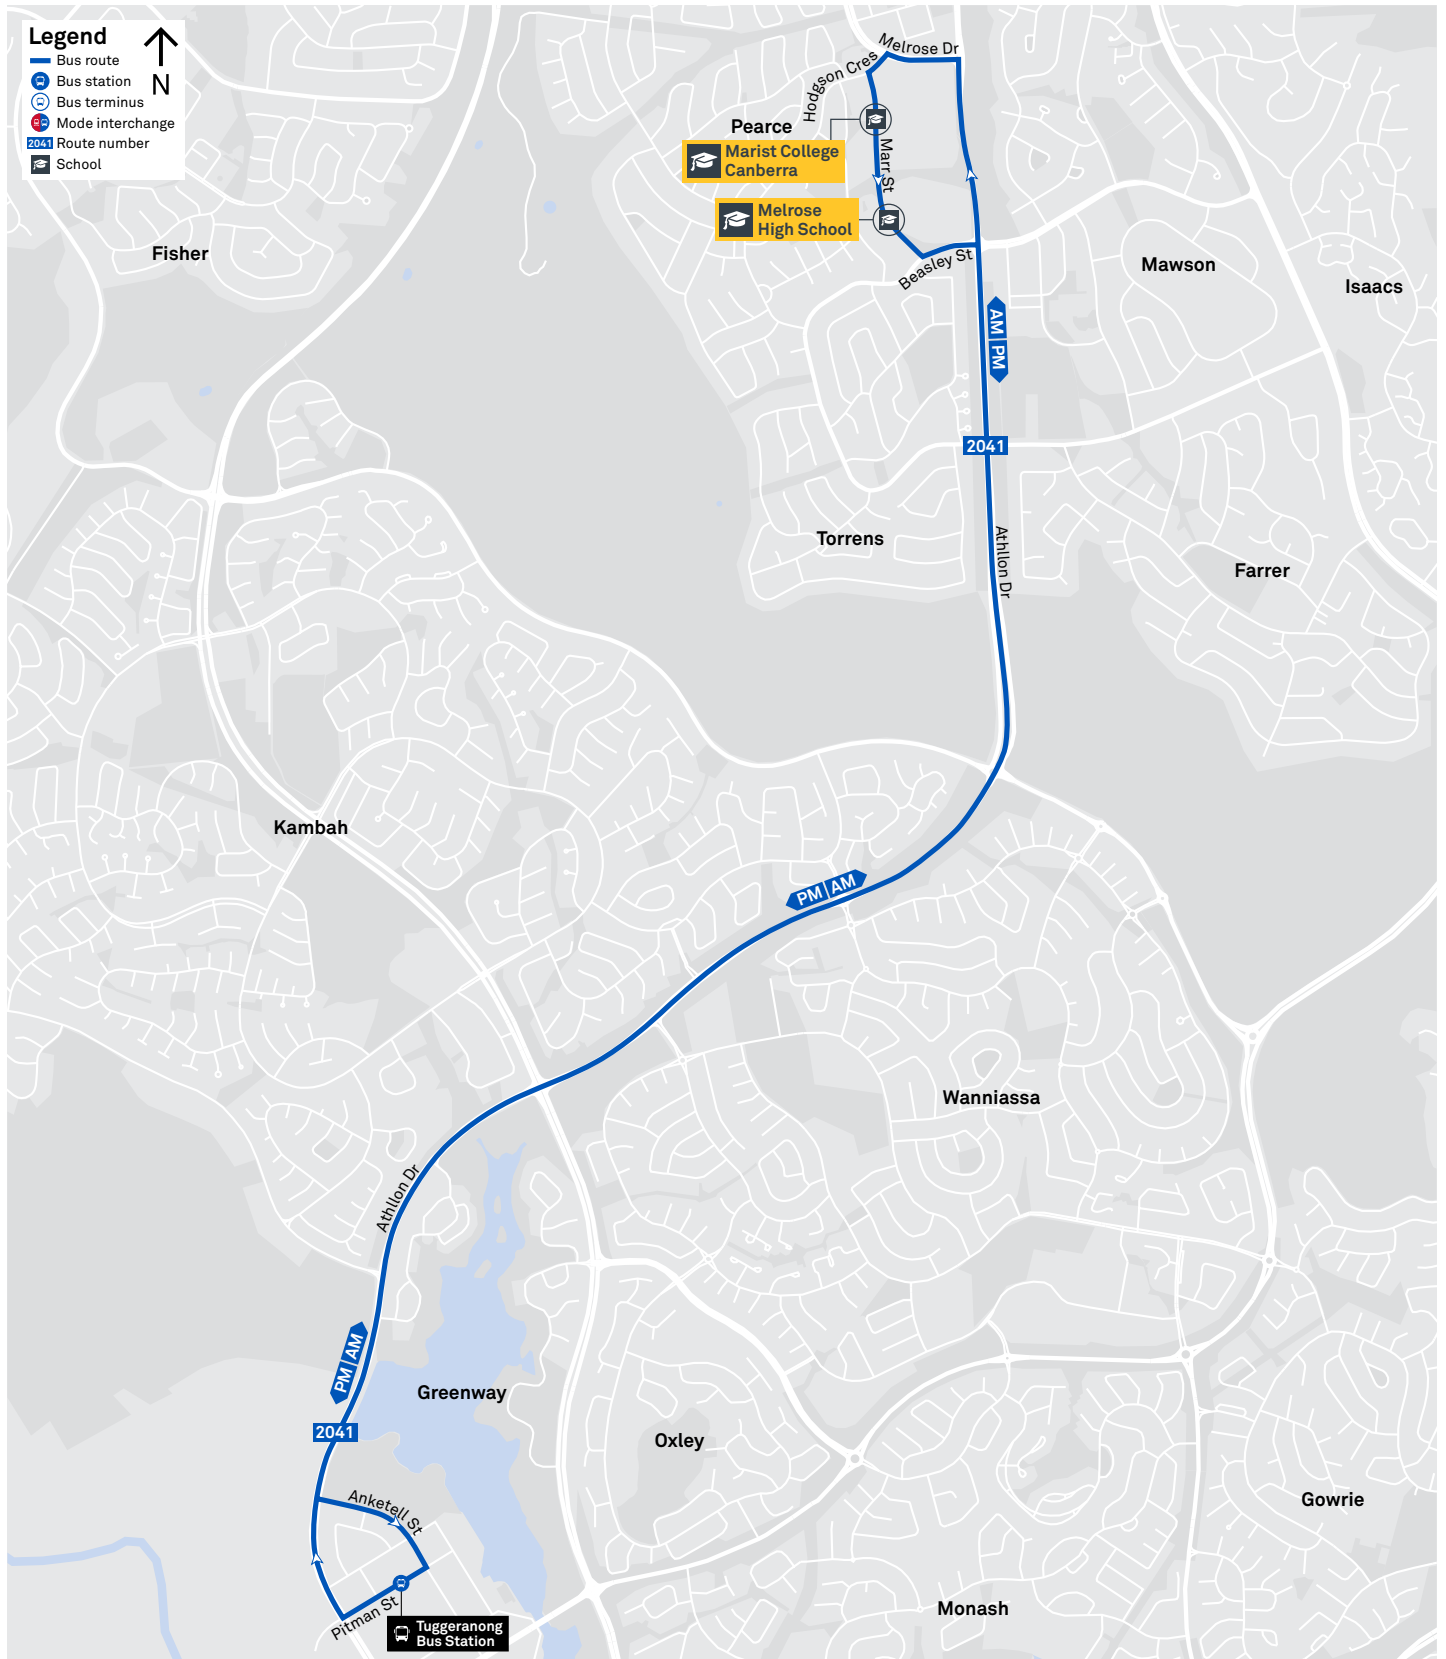 Legend
N
Bus route
Bus station
Bus terminus
Mode interchange
2041 Route number
School
Melrose Dr
Hodgson Cres
Pearce
Marist College
Canberra
Marr St
Melrose
High School
Beasley St
Fisher
Mawson
Isaacs
AM | PM
2041
Torrens
Athllon Dr
Farrer
Kambah
PM | AM
Wanniassa
Athllon Dr
PM | AM
Greenway
2041
Oxley
Anketell St
Gowrie
Pitman St
Tuggeranong
Bus Station
Monash